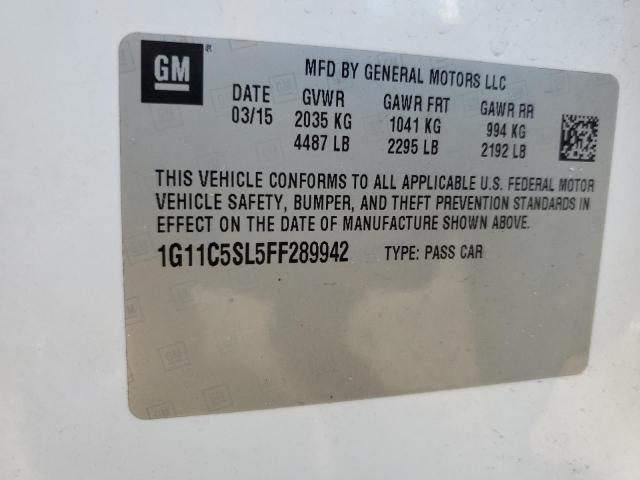 GM
MFD BY GENERAL MOTORS LLC
DATE GVWR GAWR FRT GAWR RR
03/15 2035 KG 1041 KG 994 KG
4487 LB 2295 LB 2192 LB
THIS VEHICLE CONFORMS TO ALL APPLICABLE U.S. FEDERAL MOTOR
VEHICLE SAFETY, BUMPER, AND THEFT PREVENTION STANDARDS IN
EFFECT ON THE DATE OF MANUFACTURE SHOWN ABOVE.
1G11C5SL5FF289942 TYPE: PASS CAR